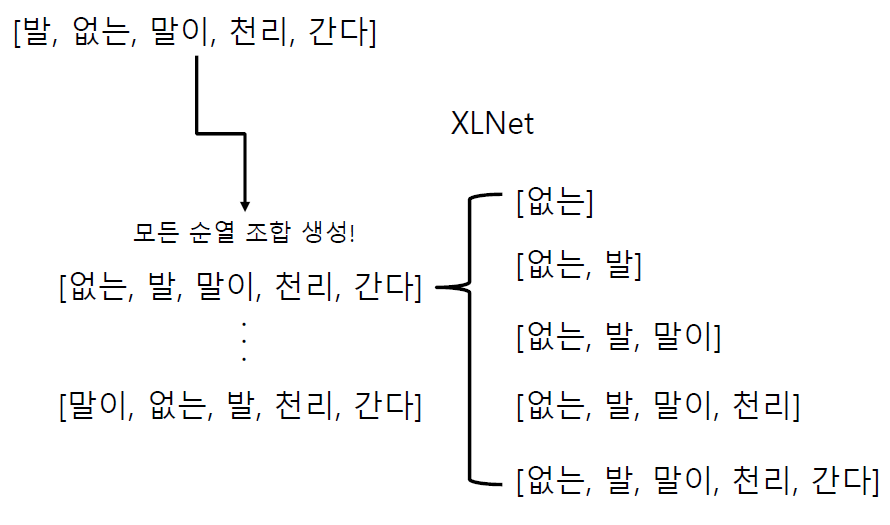 [발, 없는, 말이, 천리, 간다]
XLNet
모든 순열 조합 생성!
[없는, 발, 말이, 천리, 간다]
[말이, 없는, 발, 천리, 간다]
[없는]
[없는, 발]
[없는, 발, 말이]
[없는, 발, 말이, 천리]
[없는, 발, 말이, 천리, 간다]